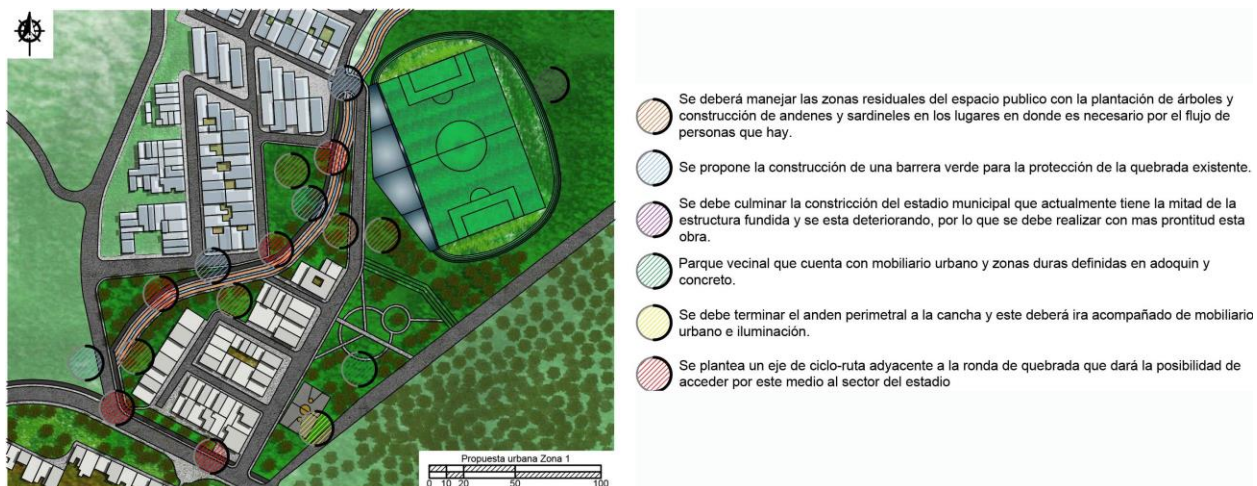 Se deberá manejar las zonas residuales del espacio publico con la plantación de árboles y
construcción de andenes y sardineles en los lugares en donde es necesario por el flujo de
personas que hay.
Se propone la construcción de una barrera verde para la protección de la quebrada existente.
Se debe culminar la constricción del estadio municipal que actualmente tiene la mitad de la
estructura fundida y se esta deteriorando, por lo que se debe realizar con mas prontitud esta
obra.
Parque vecinal que cuenta con mobiliario urbano y zonas duras definidas en adoquin y
concreto.
Se debe terminar el anden perimetral a la cancha y este deberá ira acompañado de mobiliario
urbano e iluminación.
Se plantea un eje de ciclo-ruta adyacente a la ronda de quebrada que dará la posibilidad de
acceder por este medio al sector del estadio
Propuesta urbana Zona 1
0 10 20 50 100